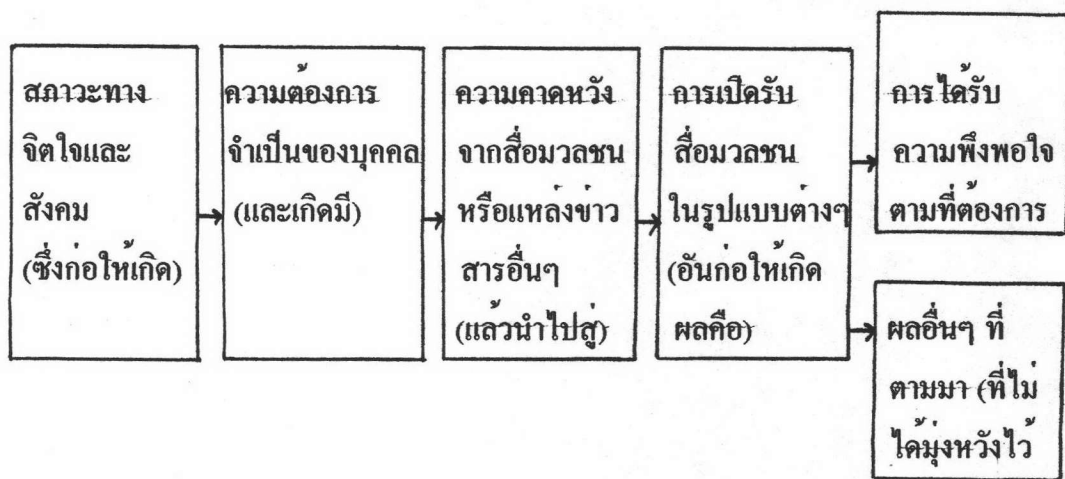 สภาวะทาง
จิตใจและ
สังคม
(ซึ่งก่อให้เกิด)
ความต้องการ
จำเป็นของบุคคล
(และเกิดมี)
ความคาดหวัง
จากสื่อมวลชน
หรือแหล่งข่าว
สารอื่นๆ
(แล้วนำไปสู่)
การเปิดรับ
สื่อมวลชน
ในรูปแบบต่างๆ
(อันก่อให้เกิด
ผลคือ)
การได้รับ
ความพึงพอใจ
ตามที่ต้องการ
ผลอื่นๆ ที่
ตามมา (ที่ไม่
ได้มุ่งหวังไว้